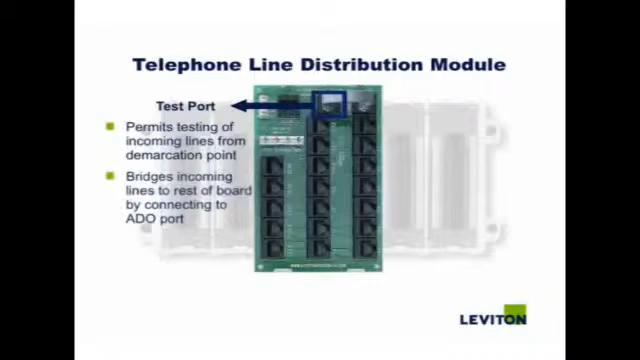 Telephone Line Distribution Module
Test Port
Permits testing of
incoming lines from
demarcation point
Bridges incoming
lines to rest of board
by connecting to
ADO port
LEVITON